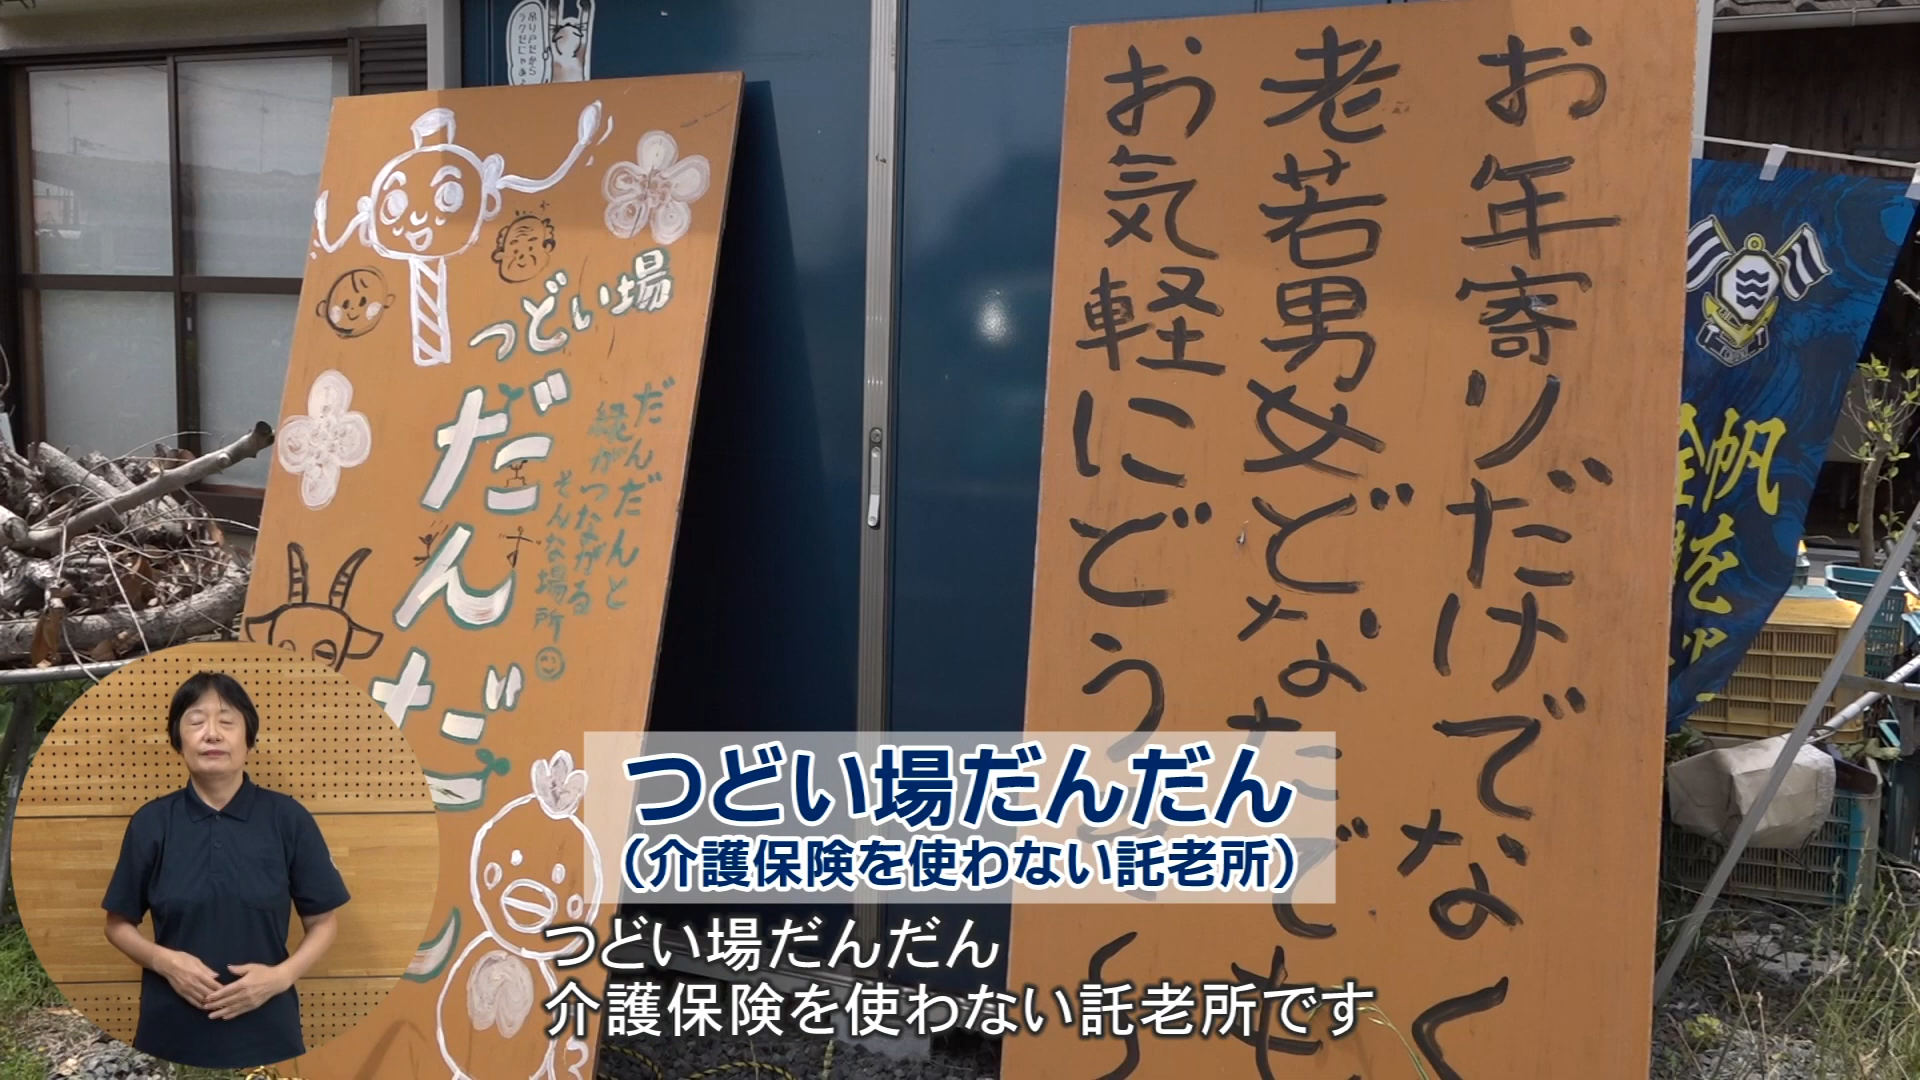 つどい場
だんだん
だんだんと
縁がつながる
そんな場所
お年寄りだけでなく
老若男女どなたでも
お気軽にどうぞ
帆
を
つどい場だんだん
（介護保険を使わない託老所）
つどい場だんだん
介護保険を使わない託老所です